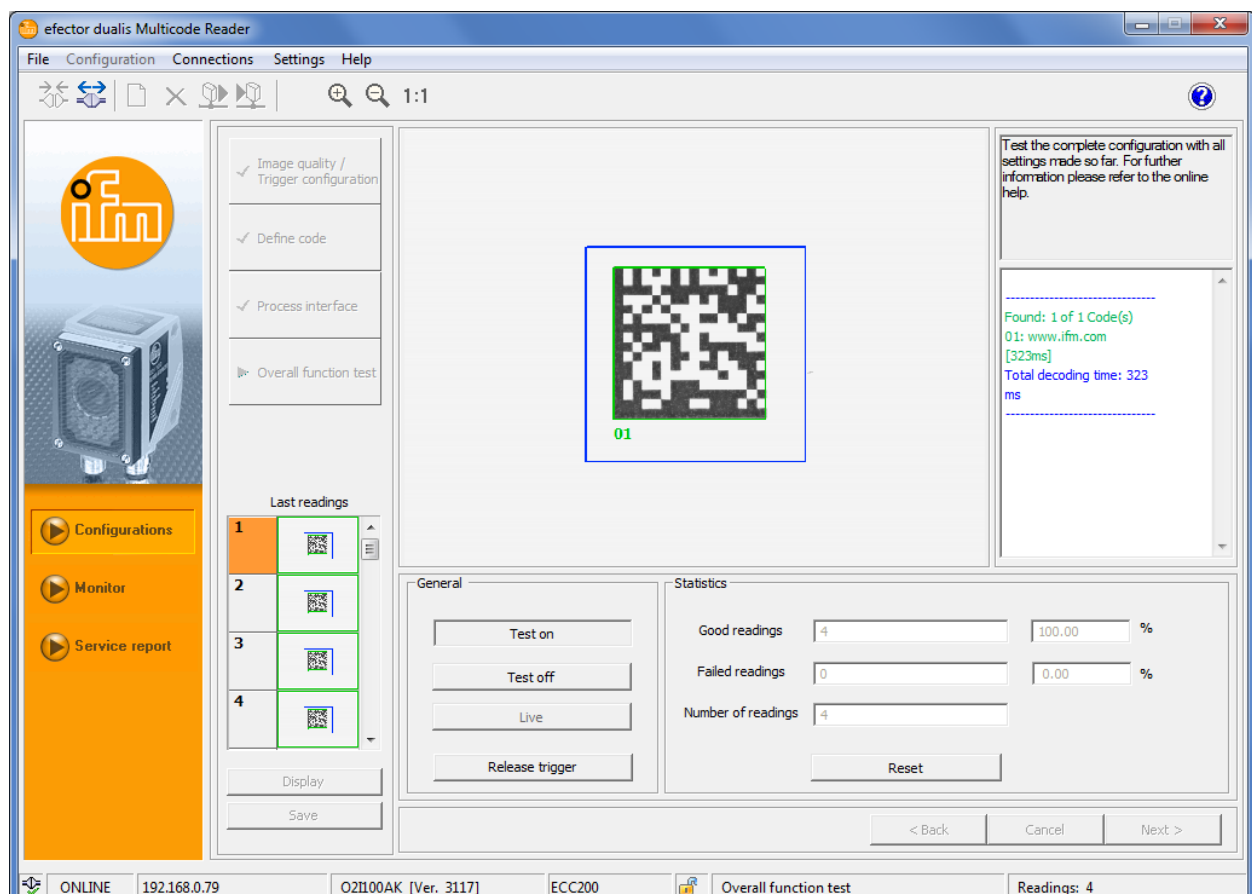 efector dualis Multicode Reader
File Configuration Connections Settings Help
1:1
ifm
Image quality /
Trigger configuration
Define code
Process interface
Overall function test
Test the complete configuration with all
settings made so far. For further
information please refer to the online
help.
01
------------------------------
Found: 1 of 1 Code(s)
01: www.ifm.com
[323ms]
Total decoding time: 323
ms
------------------------------
Configurations
Monitor
Service report
Last readings
1
2
3
4
Display
Save
General
Test on
Test off
Live
Release trigger
Statistics
Good readings 4 100.00 %
Failed readings 0 0.00 %
Number of readings 4
Reset
< Back Cancel Next >
ONLINE 192.168.0.79 O2I100AK [Ver. 3117] ECC200 Overall function test Readings: 4